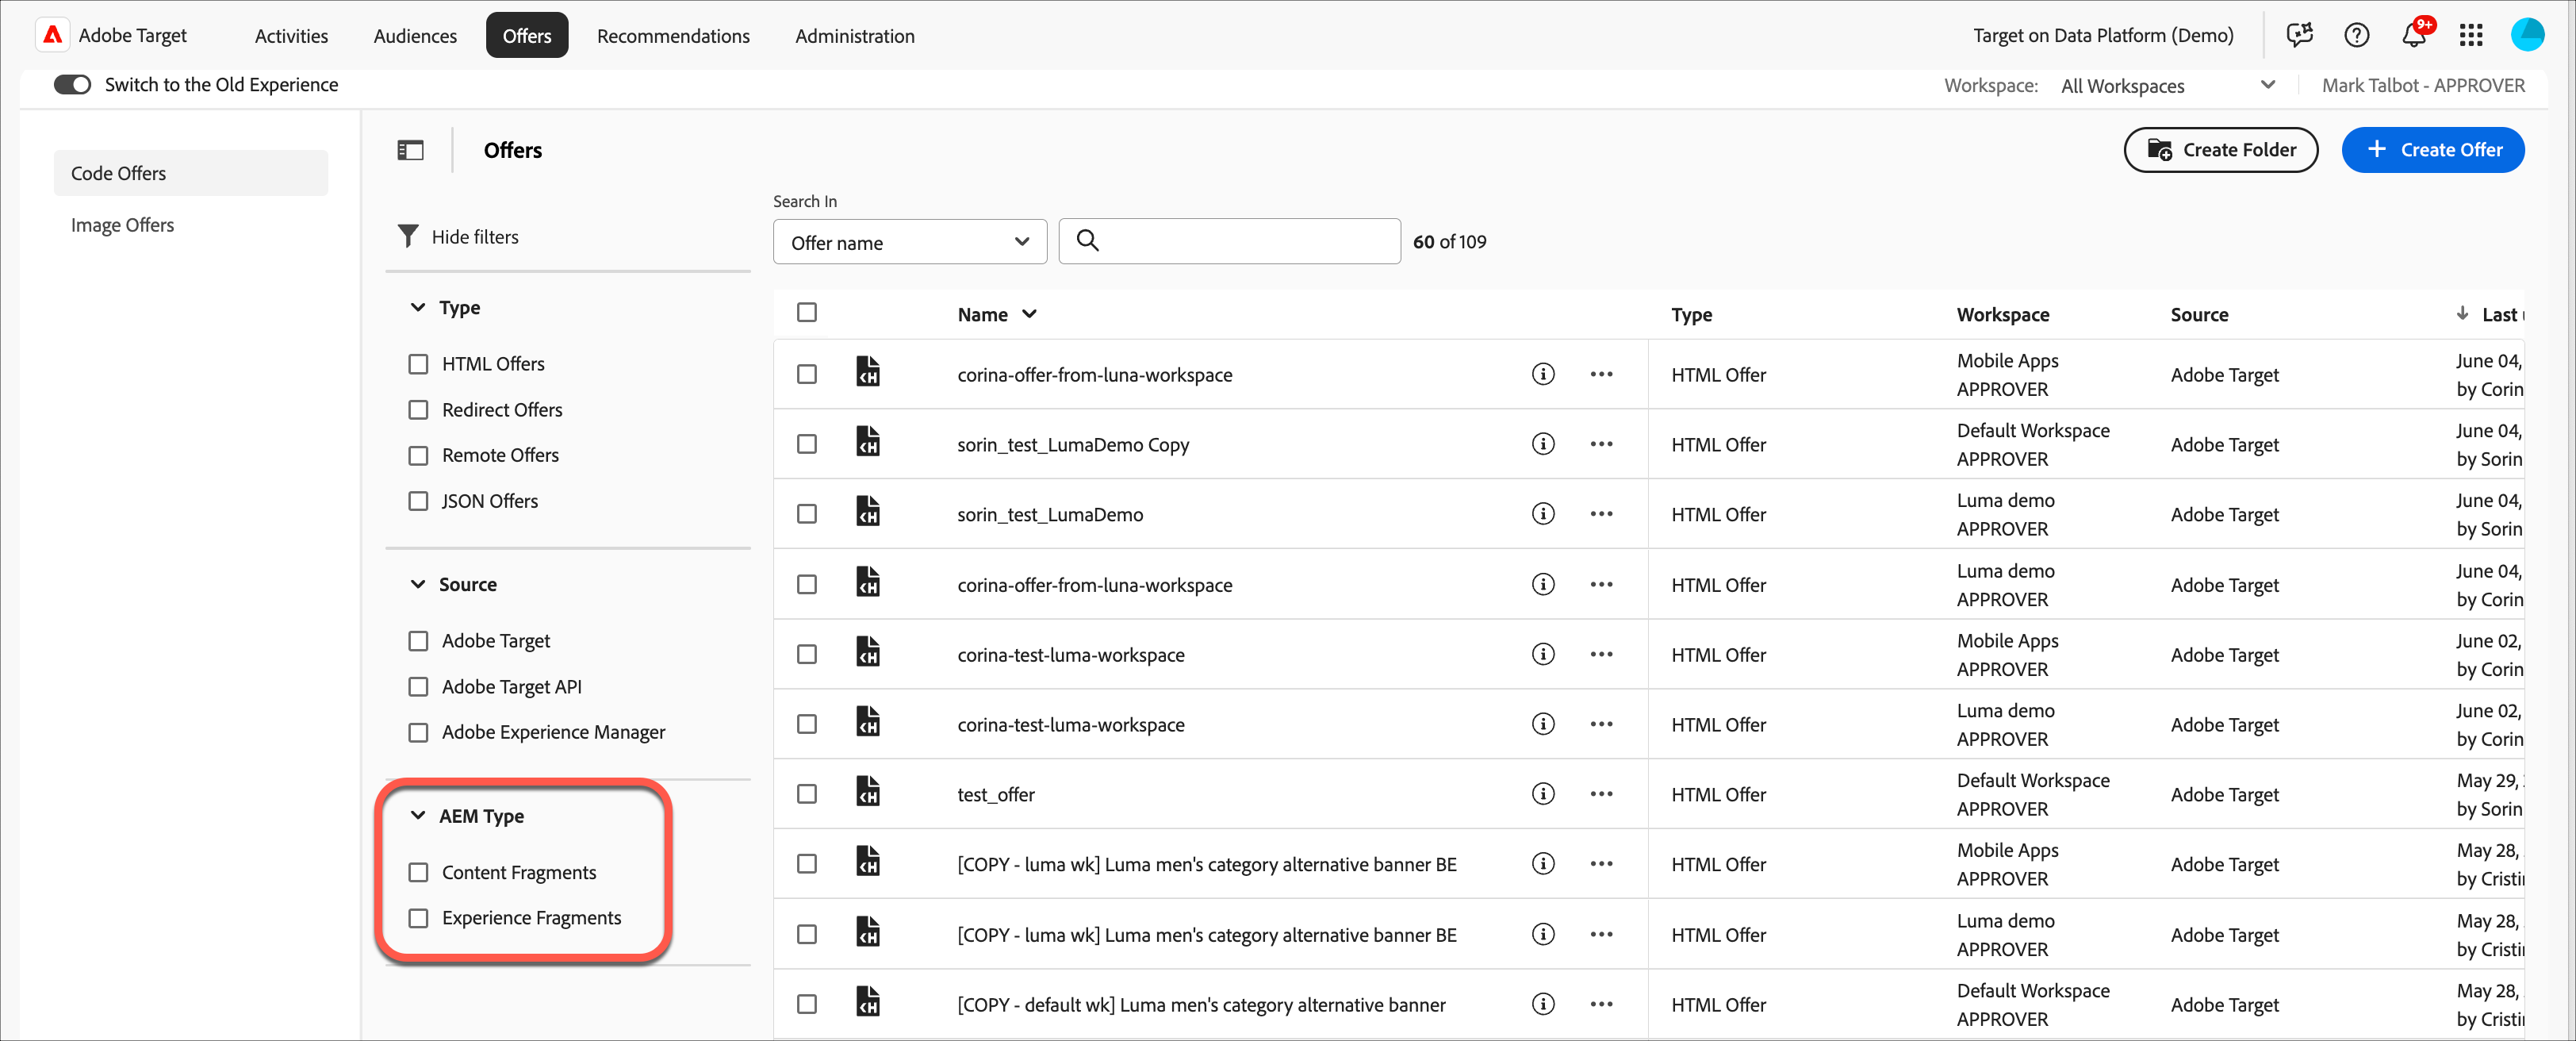 Adobe Target
Activities
Audiences
Offers
Recommendations
Administration
Target on Data Platform (Demo)
9+
Switch to the Old Experience
Workspace: All Workspaces
Mark Talbot - APPROVER
Code Offers
Image Offers
Offers
Create Folder
Create Offer
Hide filters
Type
HTML Offers
Redirect Offers
Remote Offers
JSON Offers
Source
Adobe Target
Adobe Target API
Adobe Experience Manager
AEM Type
Content Fragments
Experience Fragments
Search In
Offer name
60 of 109
Name Type Workspace Source Last
corina-offer-from-luna-workspace HTML Offer Mobile Apps Adobe Target June 04,
APPROVER by Corin
sorin_test_LumaDemo Copy HTML Offer Default Workspace Adobe Target June 04,
APPROVER by Sorin
sorin_test_LumaDemo HTML Offer Luma demo Adobe Target June 04,
APPROVER by Sorin
corina-offer-from-luna-workspace HTML Offer Luma demo Adobe Target June 04,
APPROVER by Corin
corina-test-luma-workspace HTML Offer Mobile Apps Adobe Target June 02,
APPROVER by Corin
corina-test-luma-workspace HTML Offer Luma demo Adobe Target June 02,
APPROVER by Corin
test_offer HTML Offer Default Workspace Adobe Target May 29,
APPROVER by Sorin
[COPY - luma wk] Luma men's category alternative banner BE HTML Offer Mobile Apps Adobe Target May 28,
APPROVER by Cristi
[COPY - luma wk] Luma men's category alternative banner BE HTML Offer Luma demo Adobe Target May 28,
APPROVER by Cristi
[COPY - default wk] Luma men's category alternative banner HTML Offer Default Workspace Adobe Target May 28,
APPROVER by Cristi